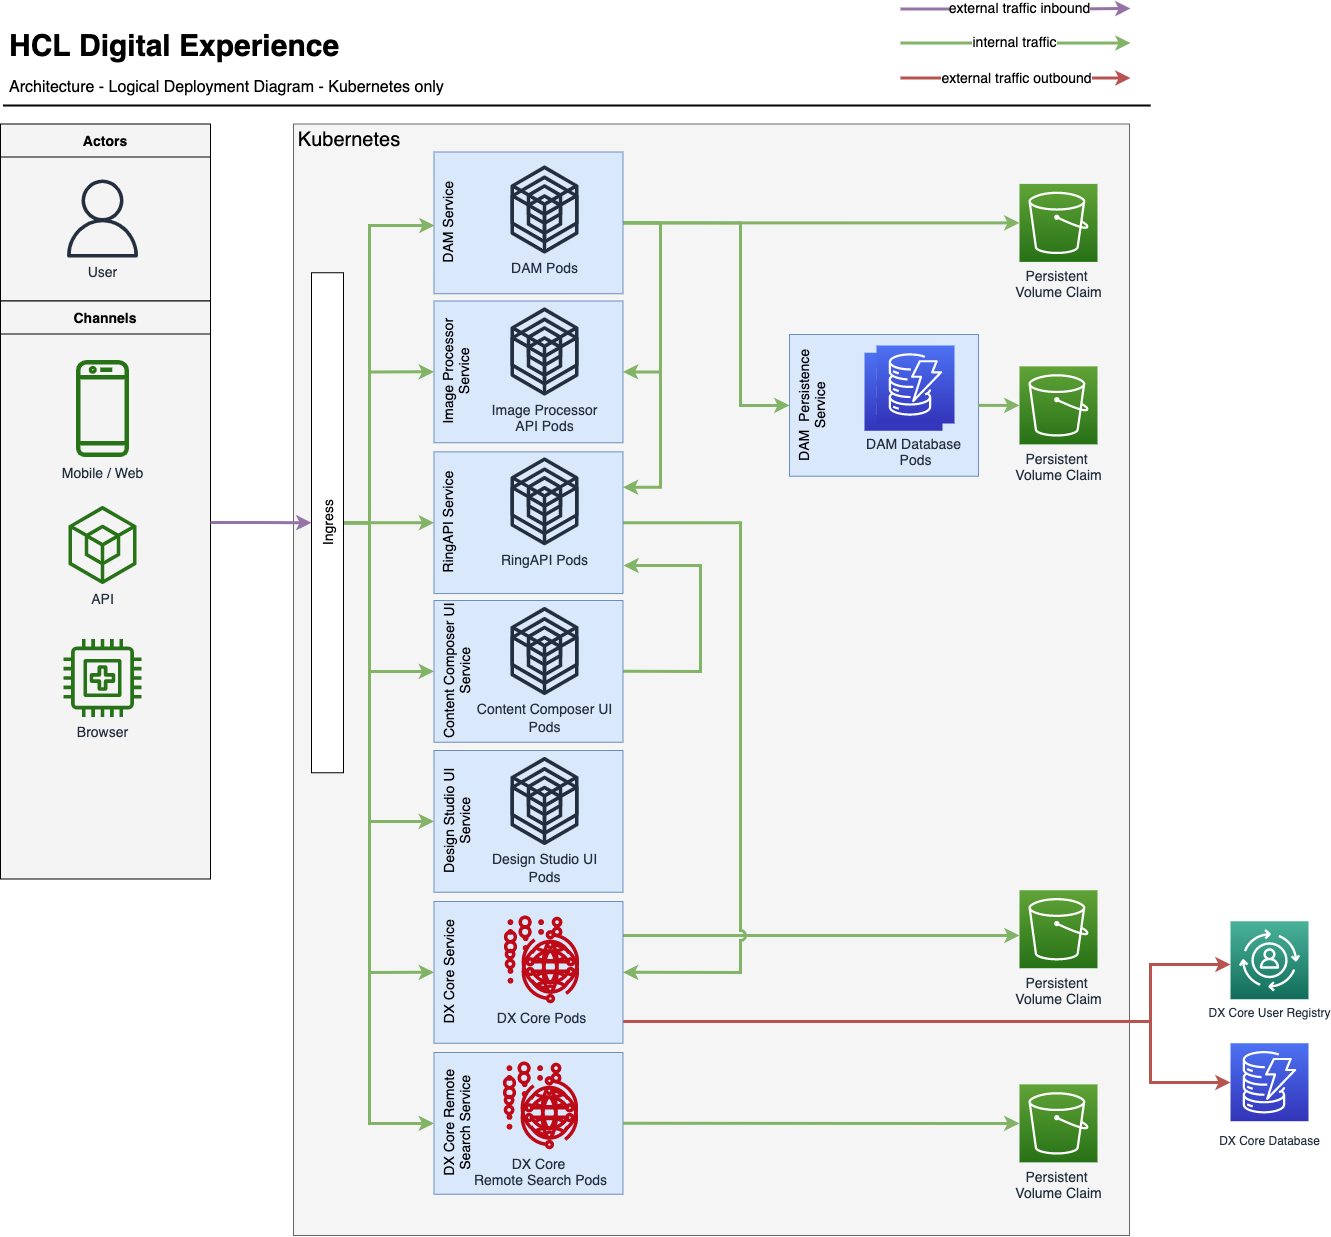 external traffic inbound
HCL Digital Experience
internal traffic
Architecture - Logical Deployment Diagram - Kubernetes only
external traffic outbound
Actors
User
Channels
Mobile / Web
API
Browser
Kubernetes
Ingress
DAM Service
DAM Pods
Persistent
Volume Claim
Image Processor
Service
Image Processor
API Pods
DAM Persistence
Service
DAM Database
Pods
Persistent
Volume Claim
RingAPI Service
RingAPI Pods
Content Composer UI
Service
Content Composer UI
Pods
Design Studio UI
Service
Design Studio UI
Pods
DX Core Service
DX Core Pods
Persistent
Volume Claim
DX Core User Registry
DX Core Database
DX Core Remote
Search Service
DX Core
Remote Search Pods
Persistent
Volume Claim